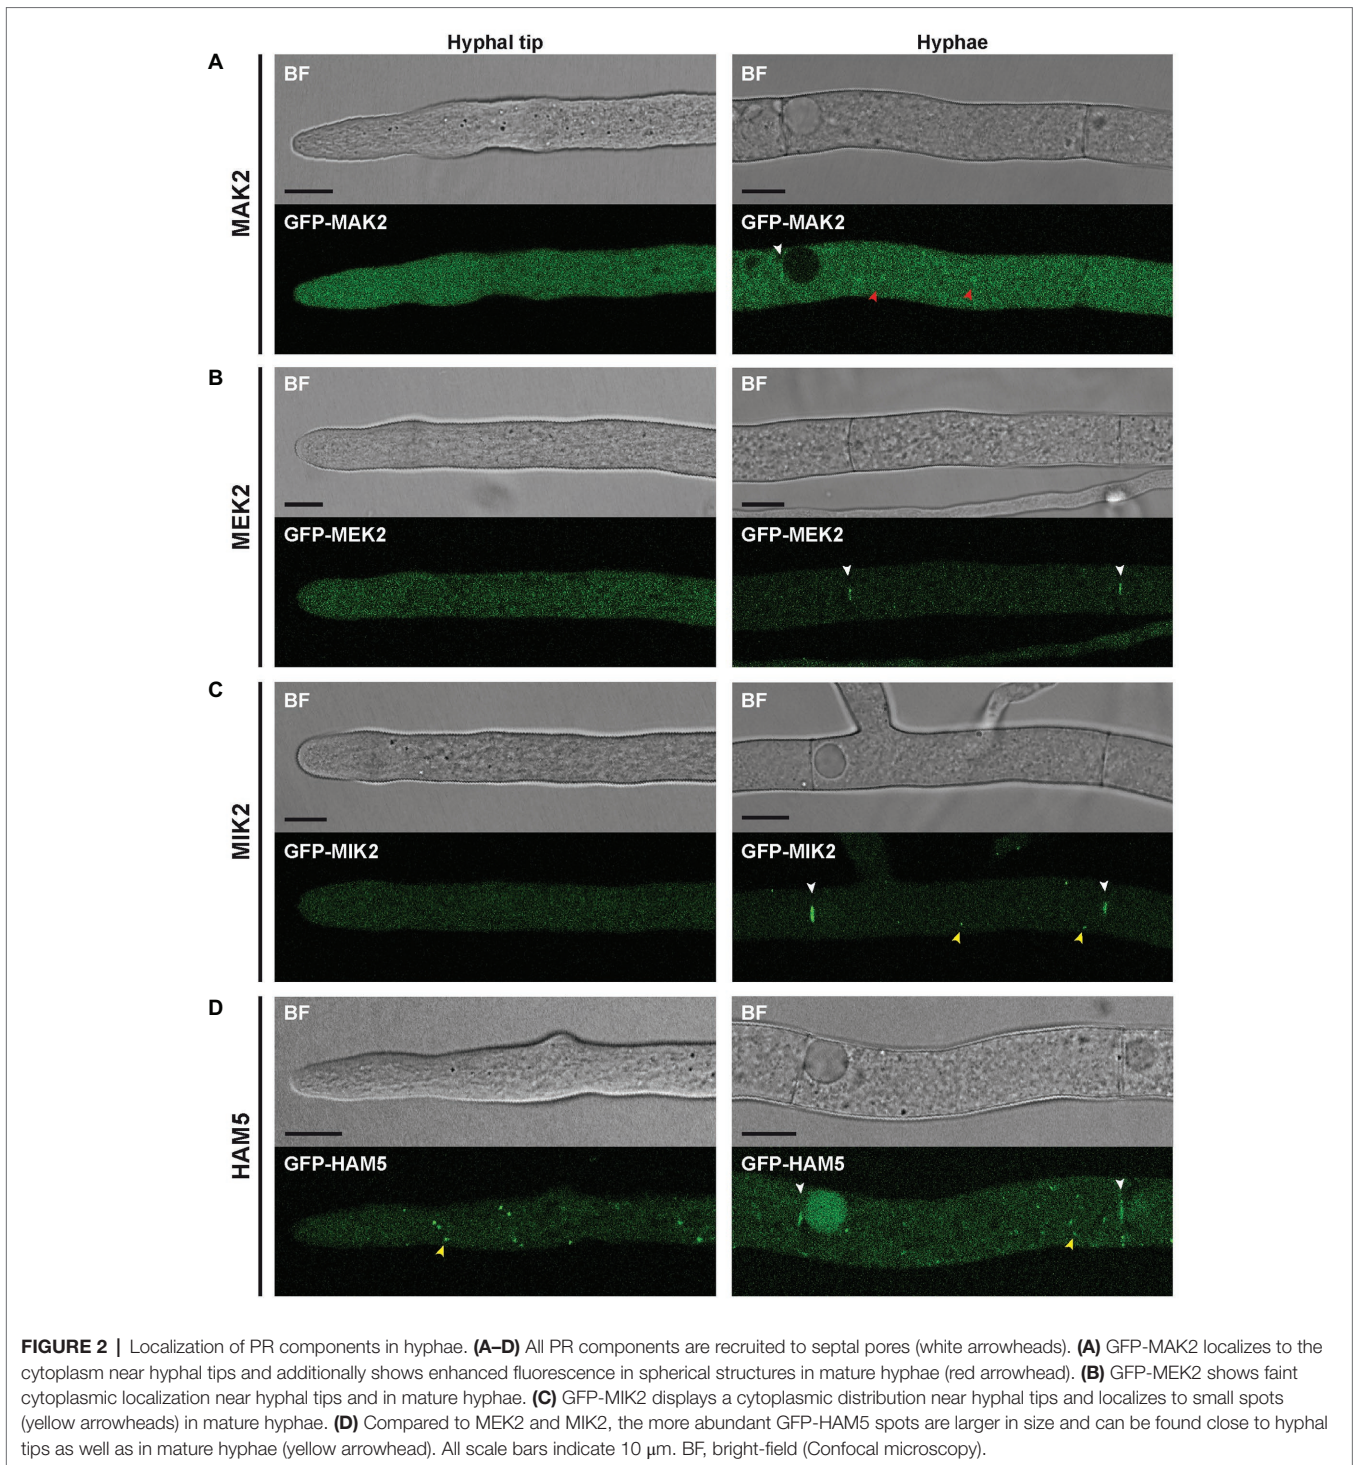 Hyphal tip
Hyphae
A
MAK2
BF
BF
GFP-MAK2
GFP-MAK2
B
MEK2
BF
BF
GFP-MEK2
GFP-MEK2
C
MIK2
BF
BF
GFP-MIK2
GFP-MIK2
D
HAM5
BF
BF
GFP-HAM5
GFP-HAM5
FIGURE 2 | Localization of PR components in hyphae. (A–D) All PR components are recruited to septal pores (white arrowheads). (A) GFP-MAK2 localizes to the
cytoplasm near hyphal tips and additionally shows enhanced fluorescence in spherical structures in mature hyphae (red arrowhead). (B) GFP-MEK2 shows faint
cytoplasmic localization near hyphal tips and in mature hyphae. (C) GFP-MIK2 displays a cytoplasmic distribution near hyphal tips and localizes to small spots
(yellow arrowheads) in mature hyphae. (D) Compared to MEK2 and MIK2, the more abundant GFP-HAM5 spots are larger in size and can be found close to hyphal
tips as well as in mature hyphae (yellow arrowhead). All scale bars indicate 10 μm. BF, bright-field (Confocal microscopy).